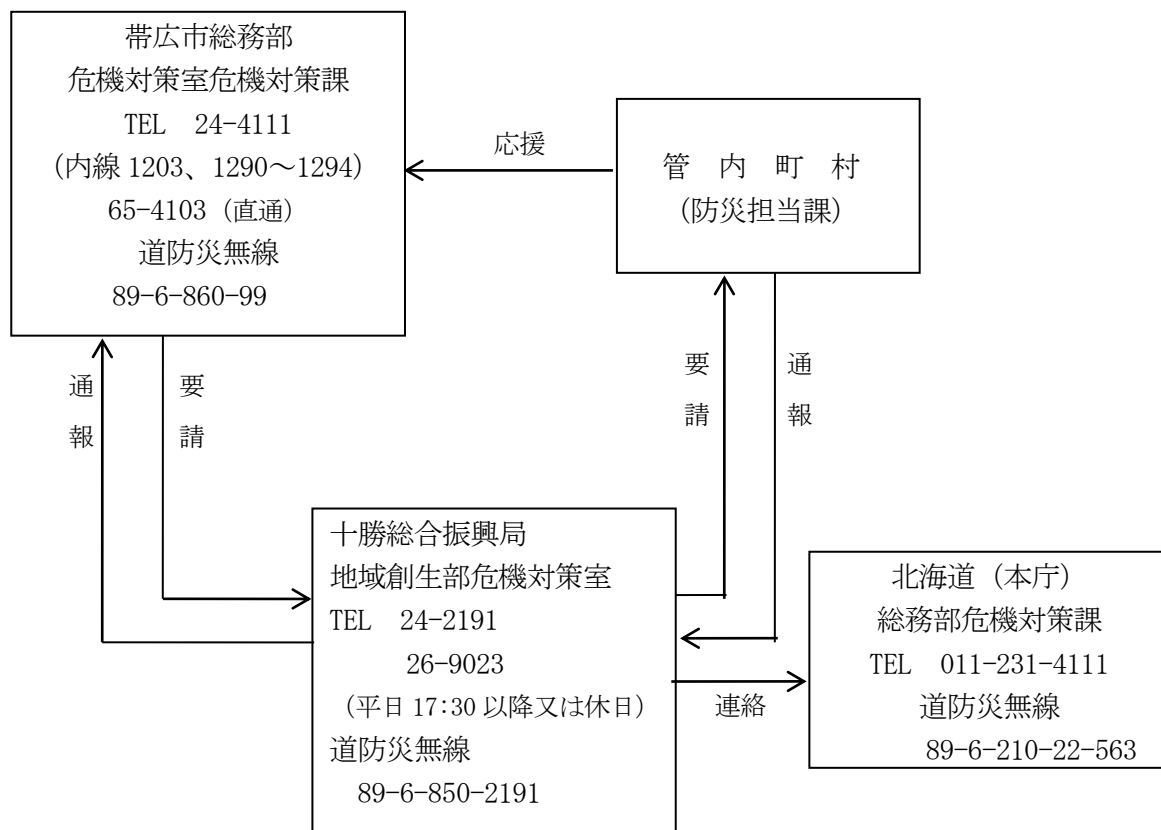 帯広市総務部
危機対策室危機対策課
TEL 24-4111
(内線 1203、1290～1294)
65-4103（直通）
道防災無線
89-6-860-99
応援
管 内 町 村
(防災担当課)
通報
要請
要請
通報
十勝総合振興局
地域創生部危機対策室
TEL 24-2191
26-9023
（平日 17:30 以降又は休日）
道防災無線
89-6-850-2191
連絡
北海道（本庁）
総務部危機対策課
TEL 011-231-4111
道防災無線
89-6-210-22-563